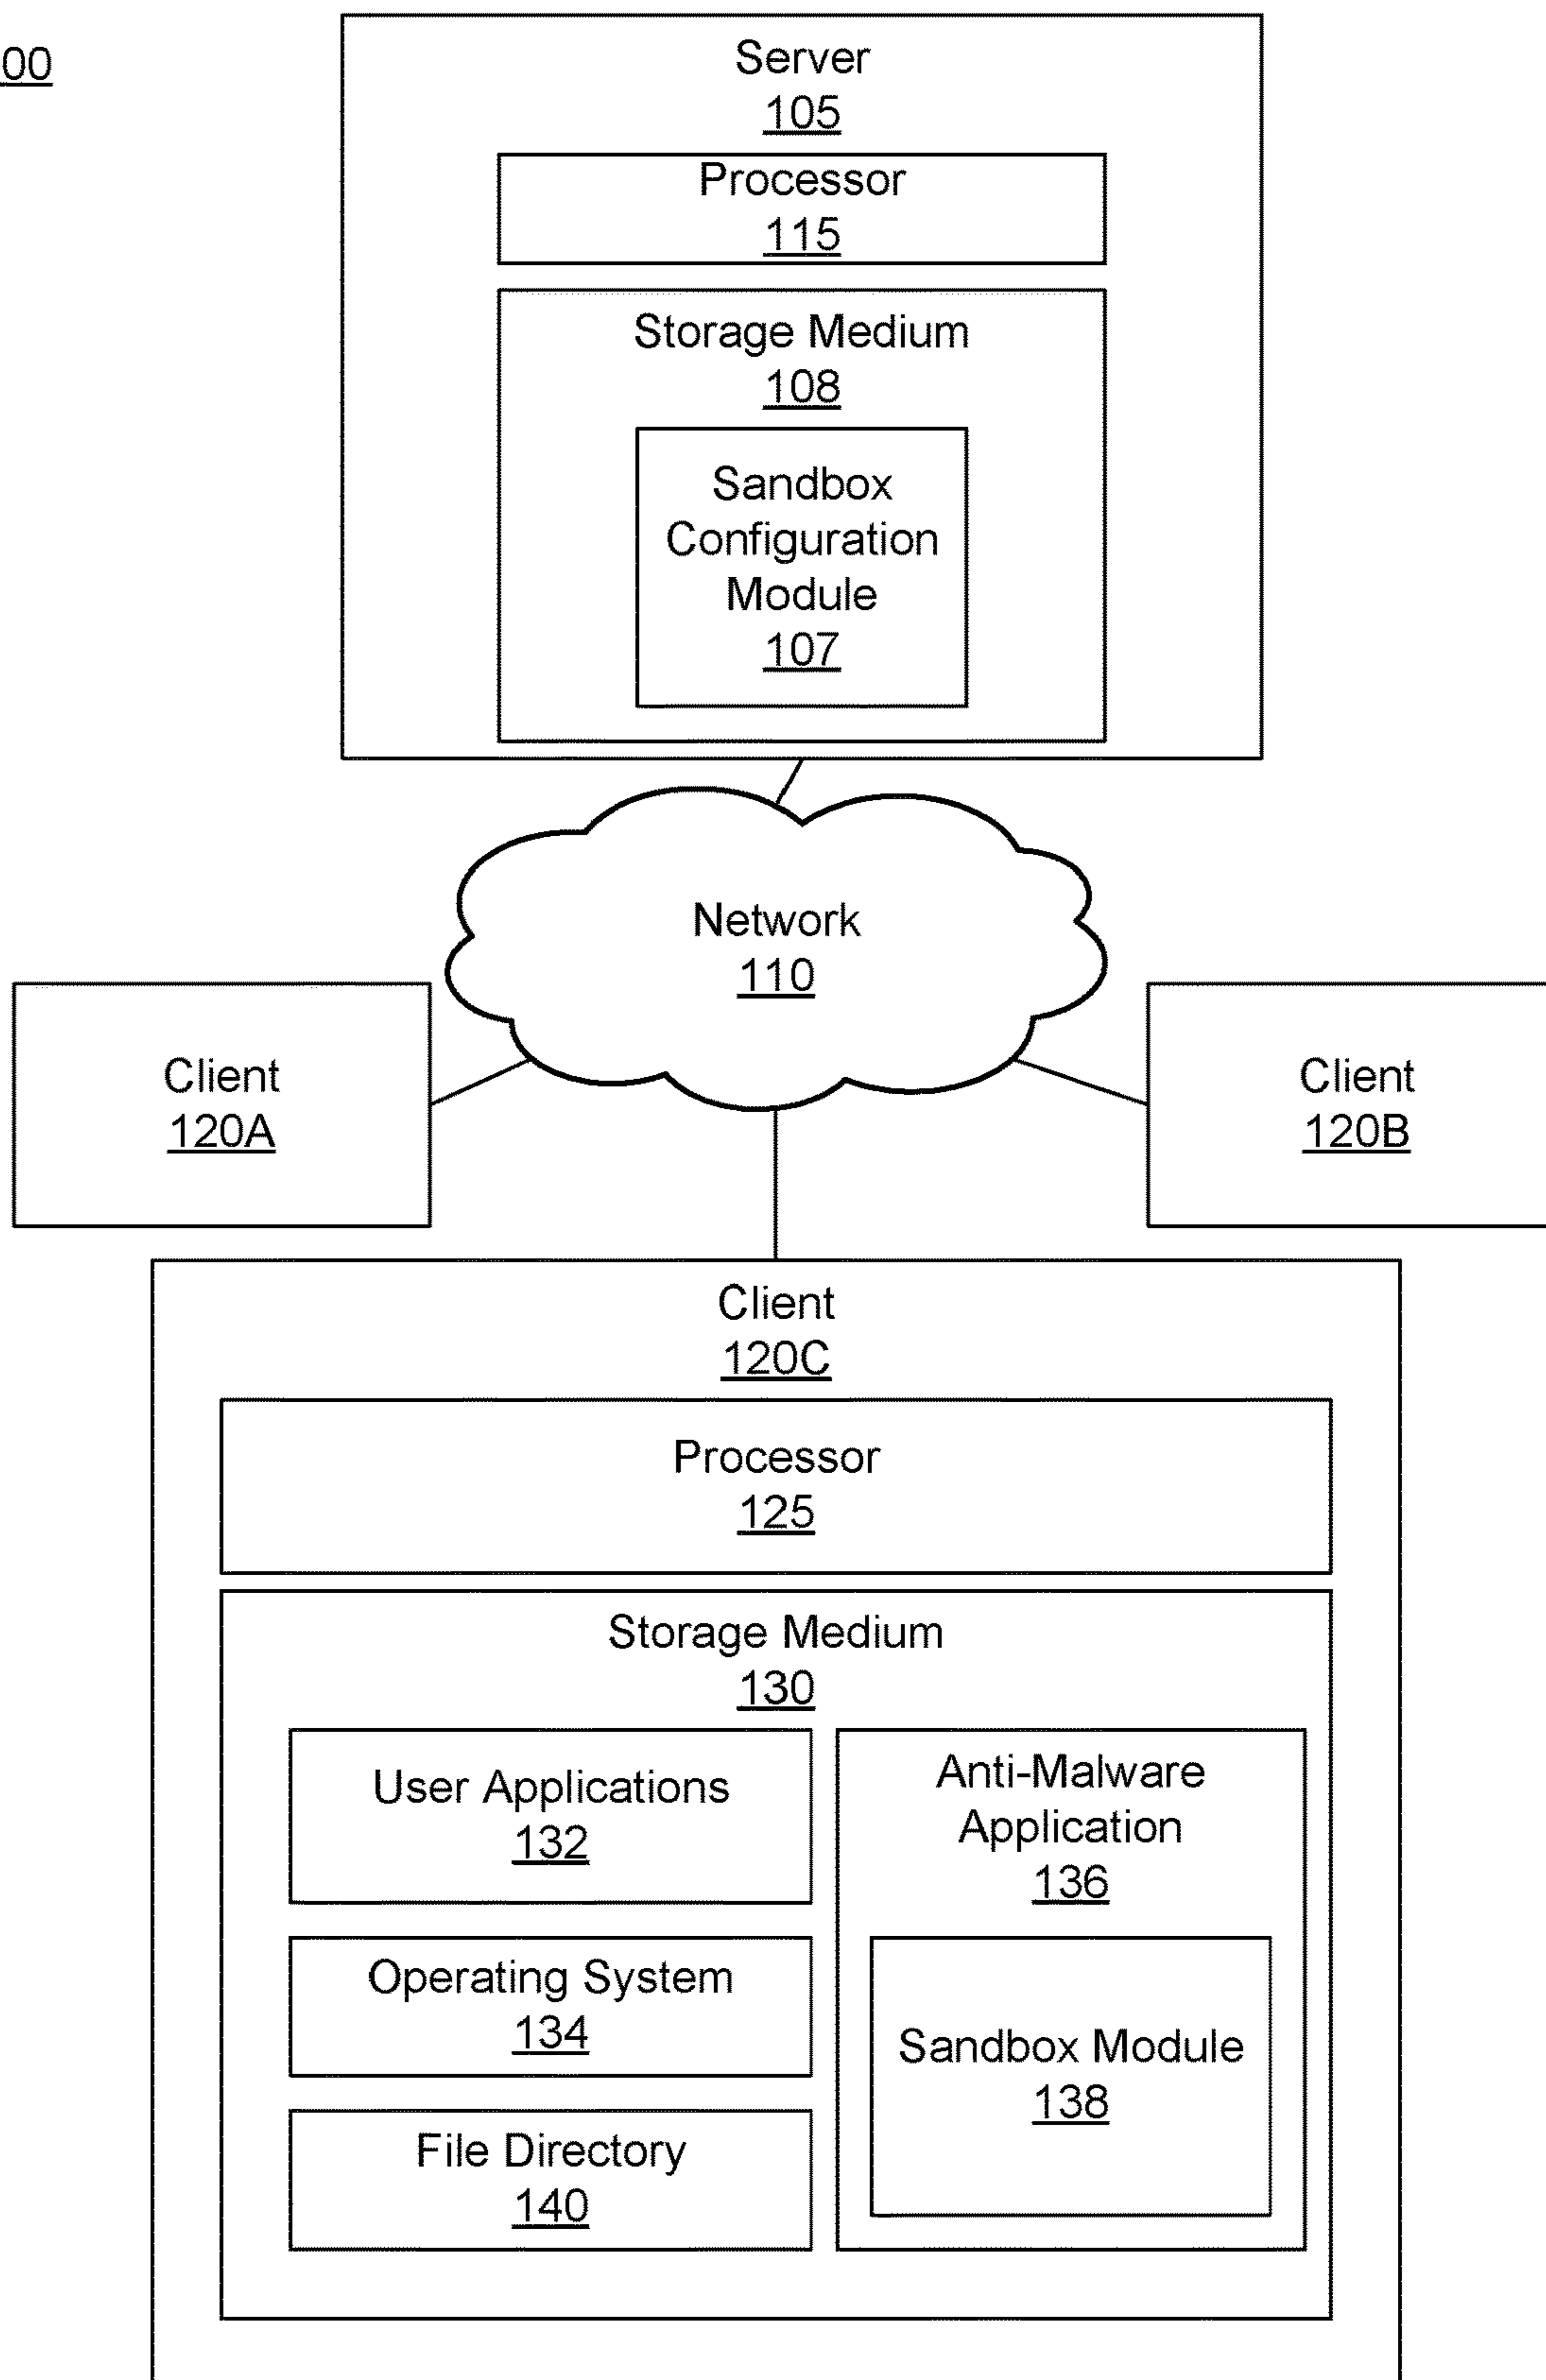 00
Server
105
Processor
115
Storage Medium
108
Sandbox
Configuration
Module
107
Network
110
Client
120A
Client
120B
Client
120C
Processor
125
Storage Medium
130
User Applications
132
Operating System
134
File Directory
140
Anti-Malware
Application
136
Sandbox Module
138